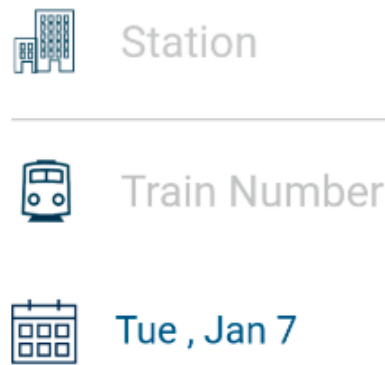 Station
Train Number
Tue , Jan 7